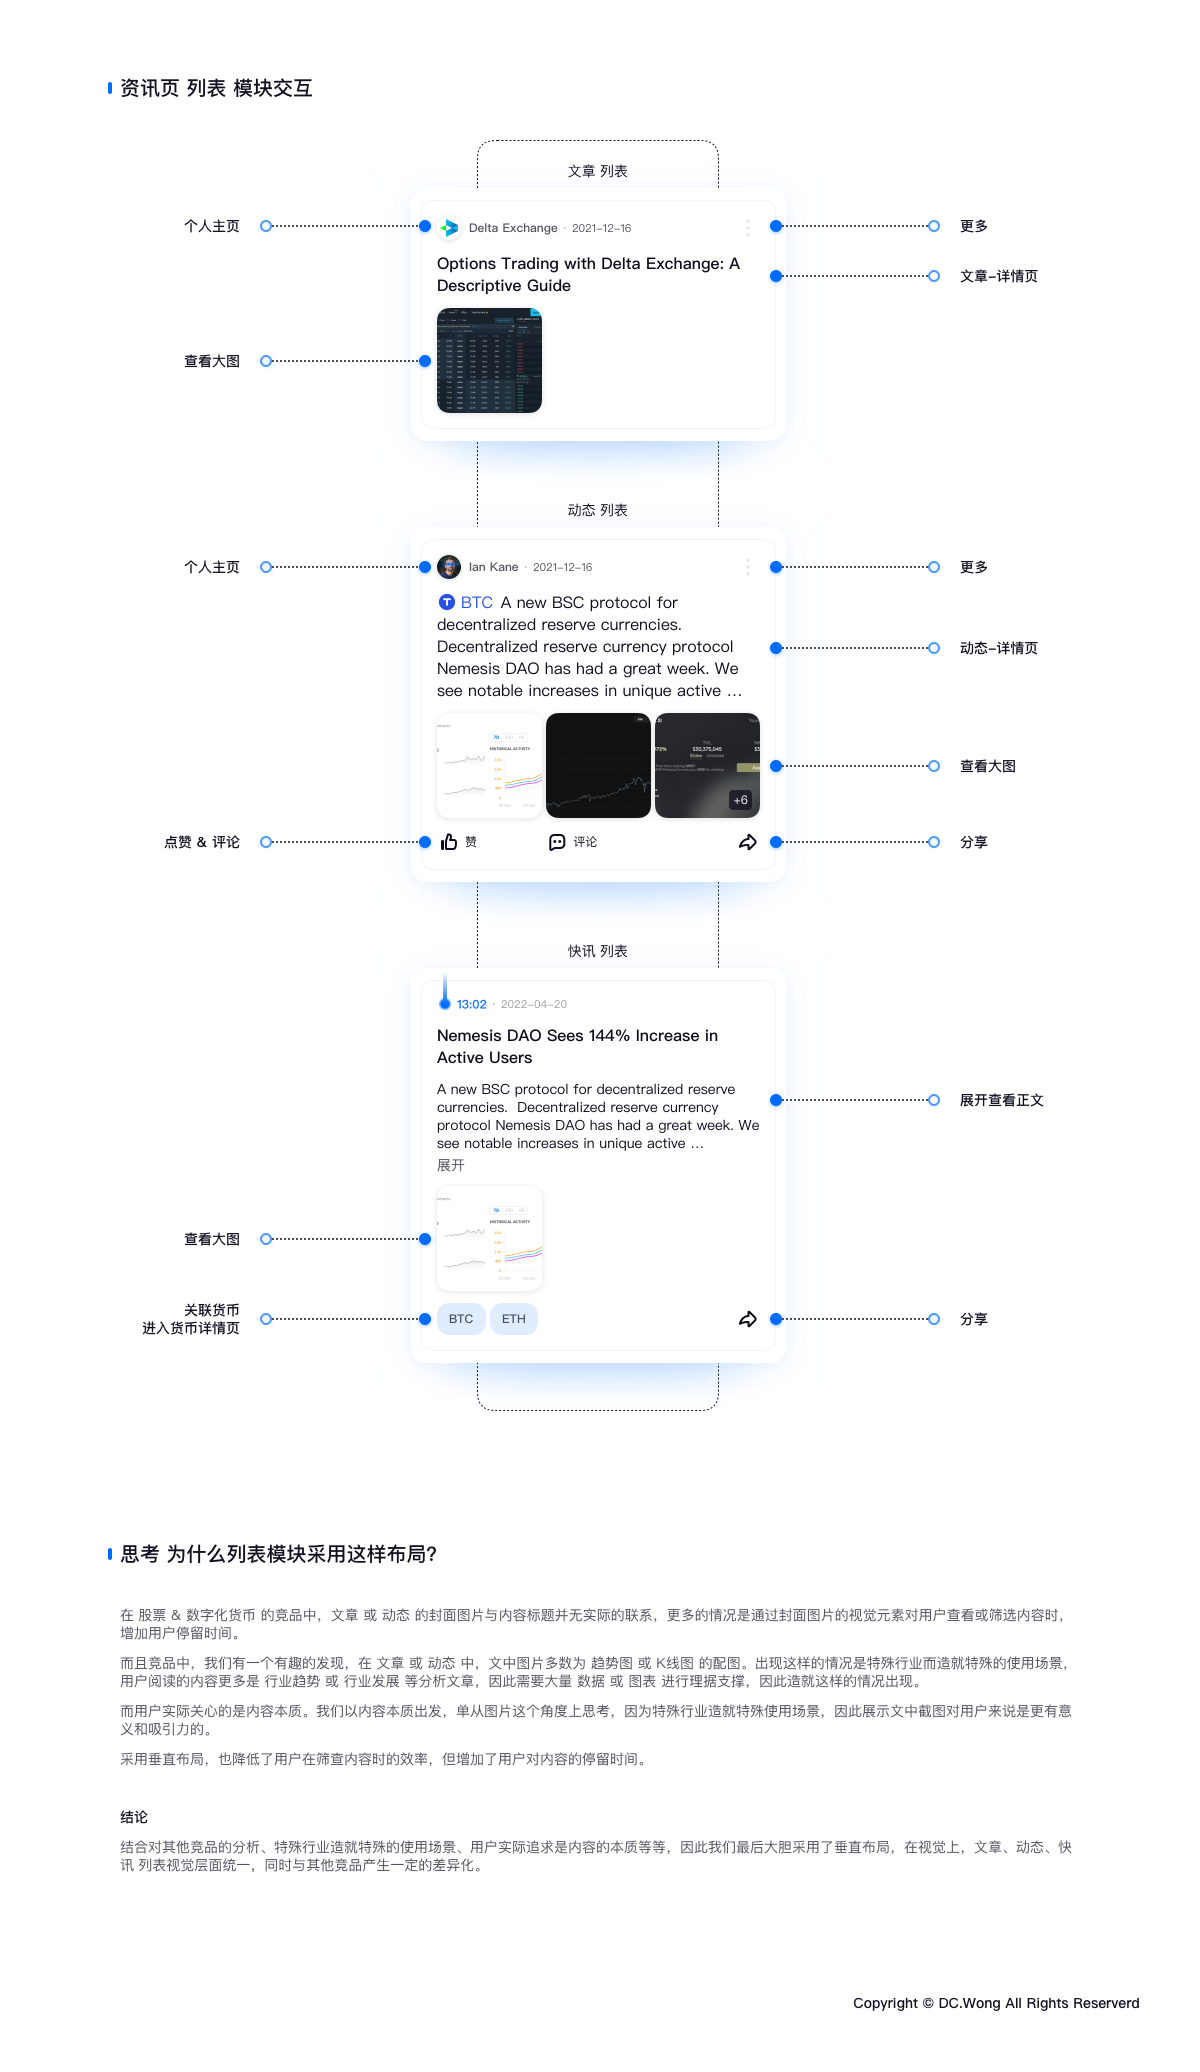 资讯页 列表 模块交互
文章 列表
个人主页
Delta Exchange · 2021-12-16
更多
Options Trading with Delta Exchange: A
Descriptive Guide
文章-详情页
查看大图
动态 列表
个人主页
Ian Kane · 2021-12-16
更多
BTC A new BSC protocol for
decentralized reserve currencies.
Decentralized reserve currency protocol
Nemesis DAO has had a great week. We
see notable increases in unique active ...
动态-详情页
HISTORICAL ACTIVITY
TVL
$30,375,045
Stake
+6
查看大图
点赞 & 评论
赞
评论
分享
快讯 列表
13:02 · 2022-04-20
Nemesis DAO Sees 144% Increase in
Active Users
A new BSC protocol for decentralized reserve
currencies.  Decentralized reserve currency
protocol Nemesis DAO has had a great week. We
see notable increases in unique active ...
展开
展开查看正文
HISTORICAL ACTIVITY
查看大图
关联货币
进入货币详情页
BTC
ETH
分享
思考 为什么列表模块采用这样布局?
在 股票 & 数字化货币 的竞品中，文章 或 动态 的封面图片与内容标题并无实际的联系，更多的情况是通过封面图片的视觉元素对用户查看或筛选内容时，
增加用户停留时间。
而且竞品中，我们有一个有趣的发现，在 文章 或 动态 中，文中图片多数为 趋势图 或 K线图 的配图。出现这样的情况是特殊行业而造就特殊的使用场景，
用户阅读的内容更多是 行业趋势 或 行业发展 等分析文章，因此需要大量 数据 或 图表 进行理据支撑，因此造就这样的情况出现。
而用户实际关心的是内容本质。我们以内容本质出发，单从图片这个角度上思考，因为特殊行业造就特殊使用场景，因此展示文中截图对用户来说是更有意
义和吸引力的。
采用垂直布局，也降低了用户在筛查内容时的效率，但增加了用户对内容的停留时间。
结论
结合对其他竞品的分析、特殊行业造就特殊的使用场景、用户实际追求是内容的本质等等，因此我们最后大胆采用了垂直布局，在视觉上，文章、动态、快
讯 列表视觉层面统一，同时与其他竞品产生一定的差异化。
Copyright © DC.Wong All Rights Reserverd